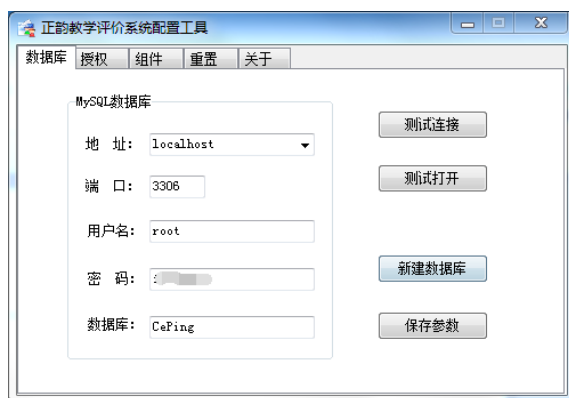 正韵教学评价系统配置工具
数据库 授权 组件 重置 关于
MySQL数据库
地 址: localhost
测试连接
端 口: 3306
测试打开
用户名: root
新建数据库
密 码:
数据库: CePing
保存参数